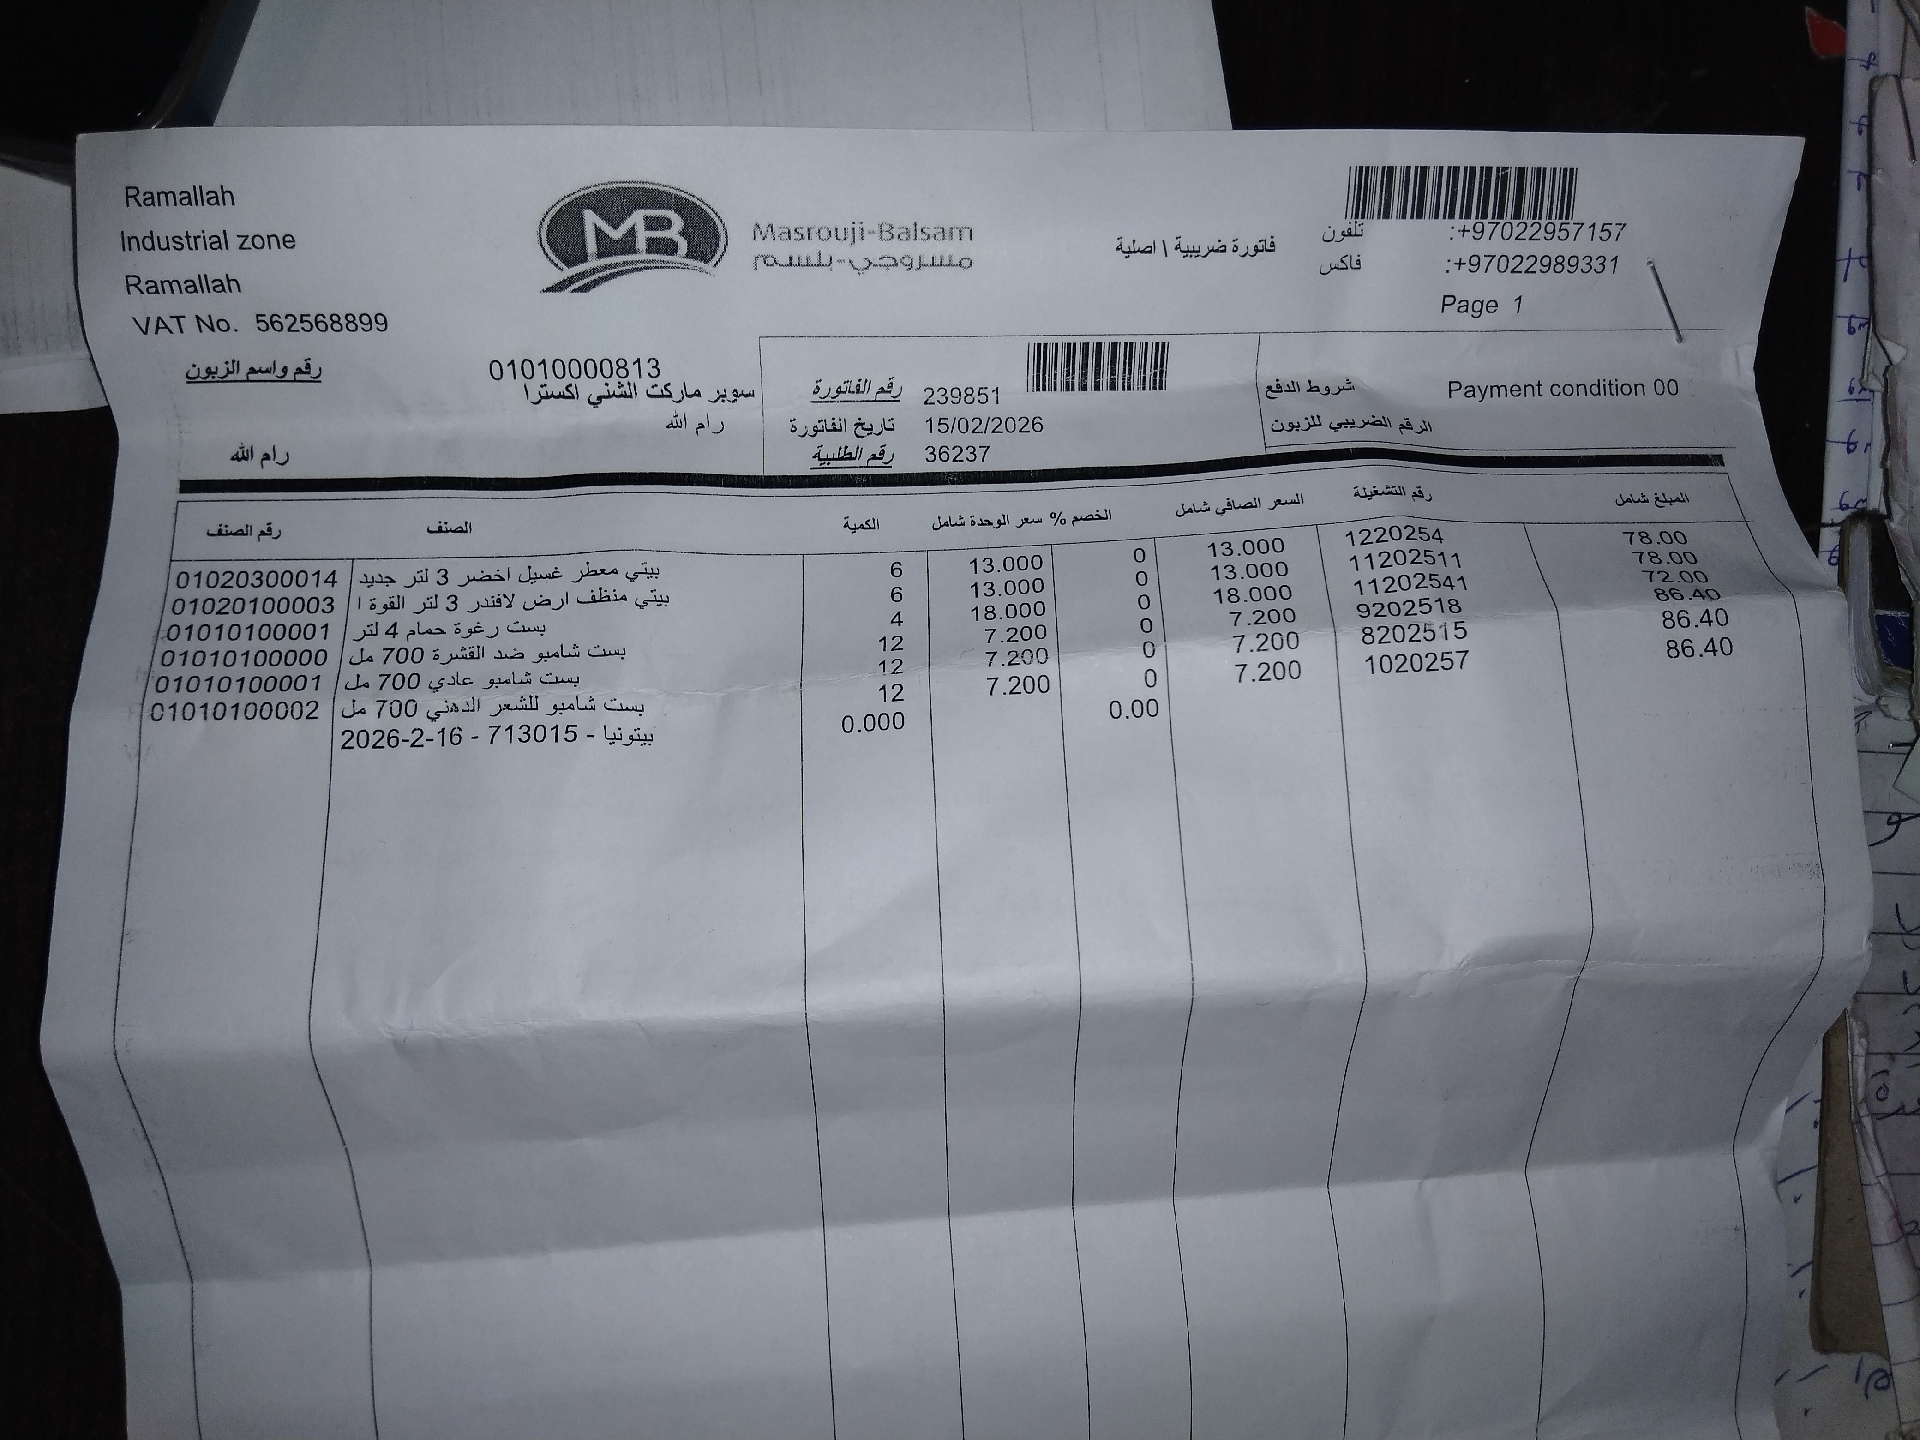 Ramallah
Industrial zone
Ramallah
VAT No. 562568899
MB
Masrouji-Balsam
مسروجي-بلسم
فاتورة ضريبية \ اصلية
تلفون :+97022957157
فاكس :+97022989331
Page 1
رقم واسم الزبون 01010000813
سوبر ماركت الشني اكسترا
رام الله
رام الله
رقم الفاتورة 239851
تاريخ الفاتورة 15/02/2026
رقم الطلبية 36237
شروط الدفع Payment condition 00
الرقم الضريبي للزبون
رقم الصنف الصنف الكمية سعر الوحدة شامل الخصم % السعر الصافي شامل رقم التشغيلة المبلغ شامل
01020300014 بيتي معطر غسيل اخضر 3 لتر جديد 6 13.000 0 13.000 1220254 78.00
01020100003 بيتي منظف ارض لافندر 3 لتر القوة ا 6 13.000 0 13.000 11202511 78.00
01010100001 بست رغوة حمام 4 لتر 4 18.000 0 18.000 11202541 72.00
01010100000 بست شامبو ضد القشرة 700 مل 12 7.200 0 7.200 9202518 86.40
01010100001 بست شامبو عادي 700 مل 12 7.200 0 7.200 8202515 86.40
01010100002 بست شامبو للشعر الدهني 700 مل 12 7.200 0 7.200 1020257 86.40
بيتونيا - 713015 - 16-2-2026 0.000 0.00